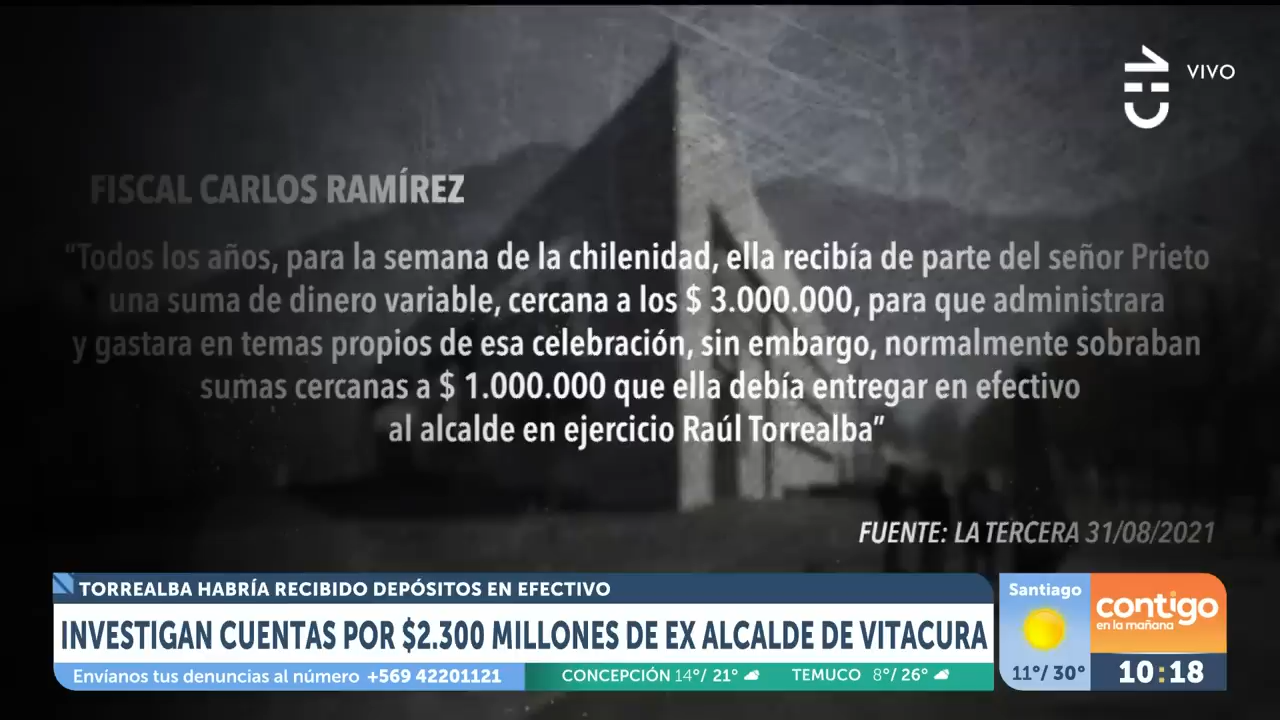 CHV
VIVO
FISCAL CARLOS RAMÍREZ
“Todos los años, para la semana de la chilenidad, ella recibía de parte del señor Prieto
una suma de dinero variable, cercana a los $ 3.000.000, para que administrara
y gastara en temas propios de esa celebración, sin embargo, normalmente sobraban
sumas cercanas a $ 1.000.000 que ella debía entregar en efectivo
al alcalde en ejercicio Raúl Torrealba”
FUENTE: LA TERCERA 31/08/2021
TORREALBA HABRÍA RECIBIDO DEPÓSITOS EN EFECTIVO
INVESTIGAN CUENTAS POR $2.300 MILLONES DE EX ALCALDE DE VITACURA
Envíanos tus denuncias al número +569 42201121
CONCEPCIÓN 14°/ 21°
TEMUCO 8°/ 26°
Santiago
11°/ 30°
contigo
en la mañana
10:18